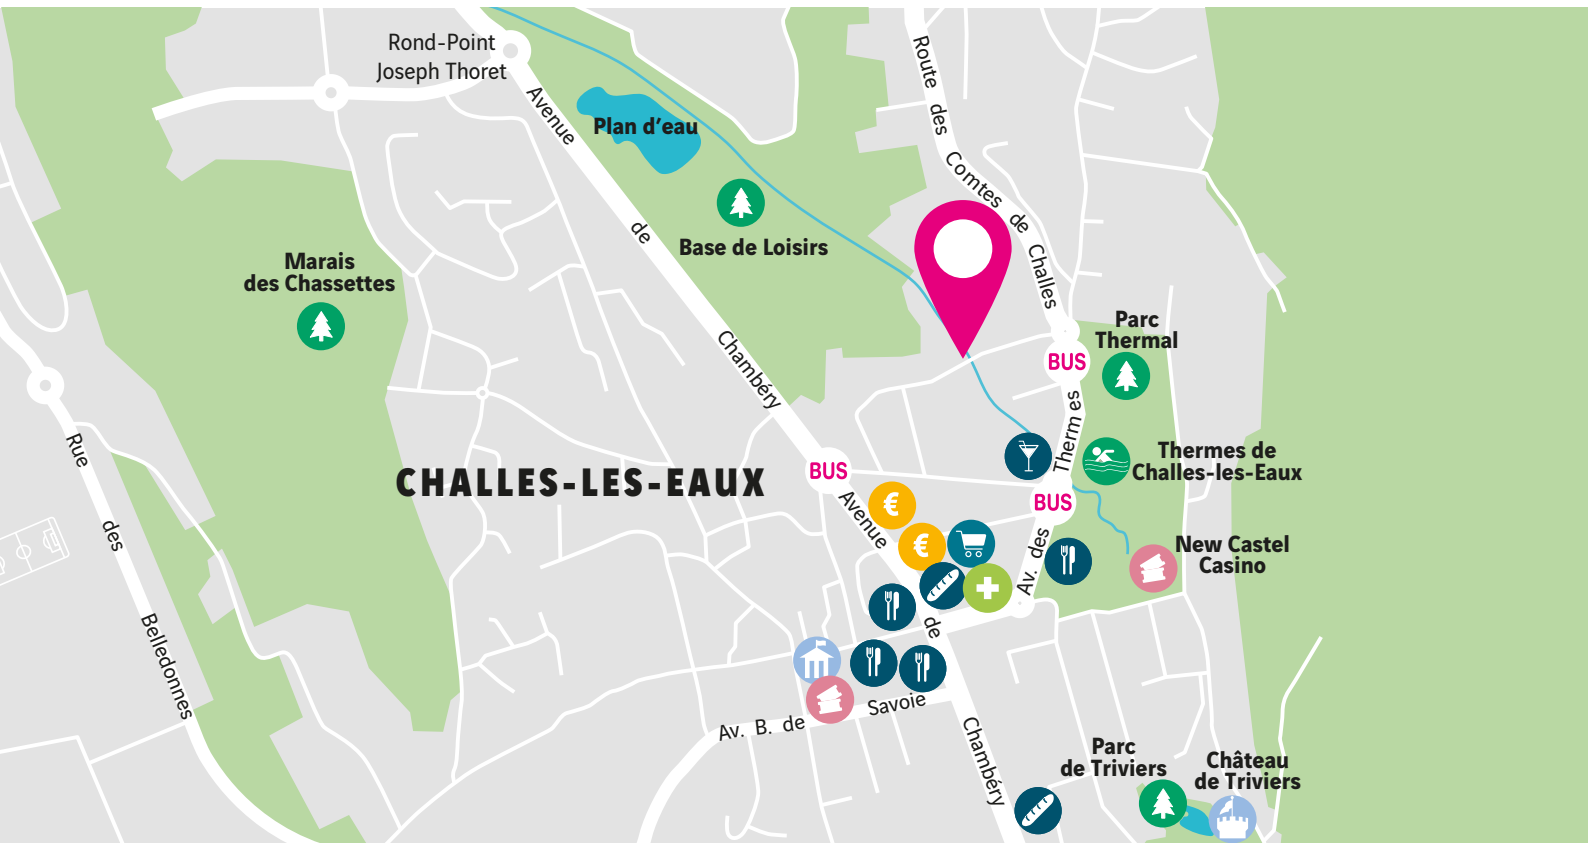 Rond-Point
Joseph Thoret
Avenue de Chambéry
Plan d’eau
Base de Loisirs
Marais
des Chassettes
Route des Comtes de Challes
BUS
Parc
Thermal
CHALLES-LES-EAUX
BUS
Av. des Thermes
Thermes de
Challes-les-Eaux
BUS
€
€
Avenue de Chambéry
New Castel
Casino
Rue des Belledonnes
Av. B. de Savoie
Parc
de Triviers
Château
de Triviers